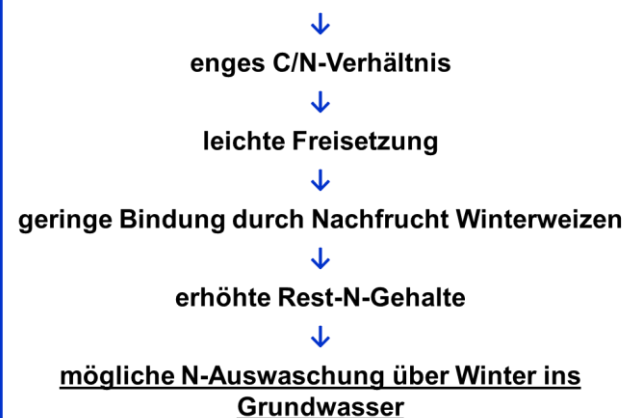 ↓
enges C/N-Verhältnis
↓
leichte Freisetzung
↓
geringe Bindung durch Nachfrucht Winterweizen
↓
erhöhte Rest-N-Gehalte
↓
mögliche N-Auswaschung über Winter ins
Grundwasser